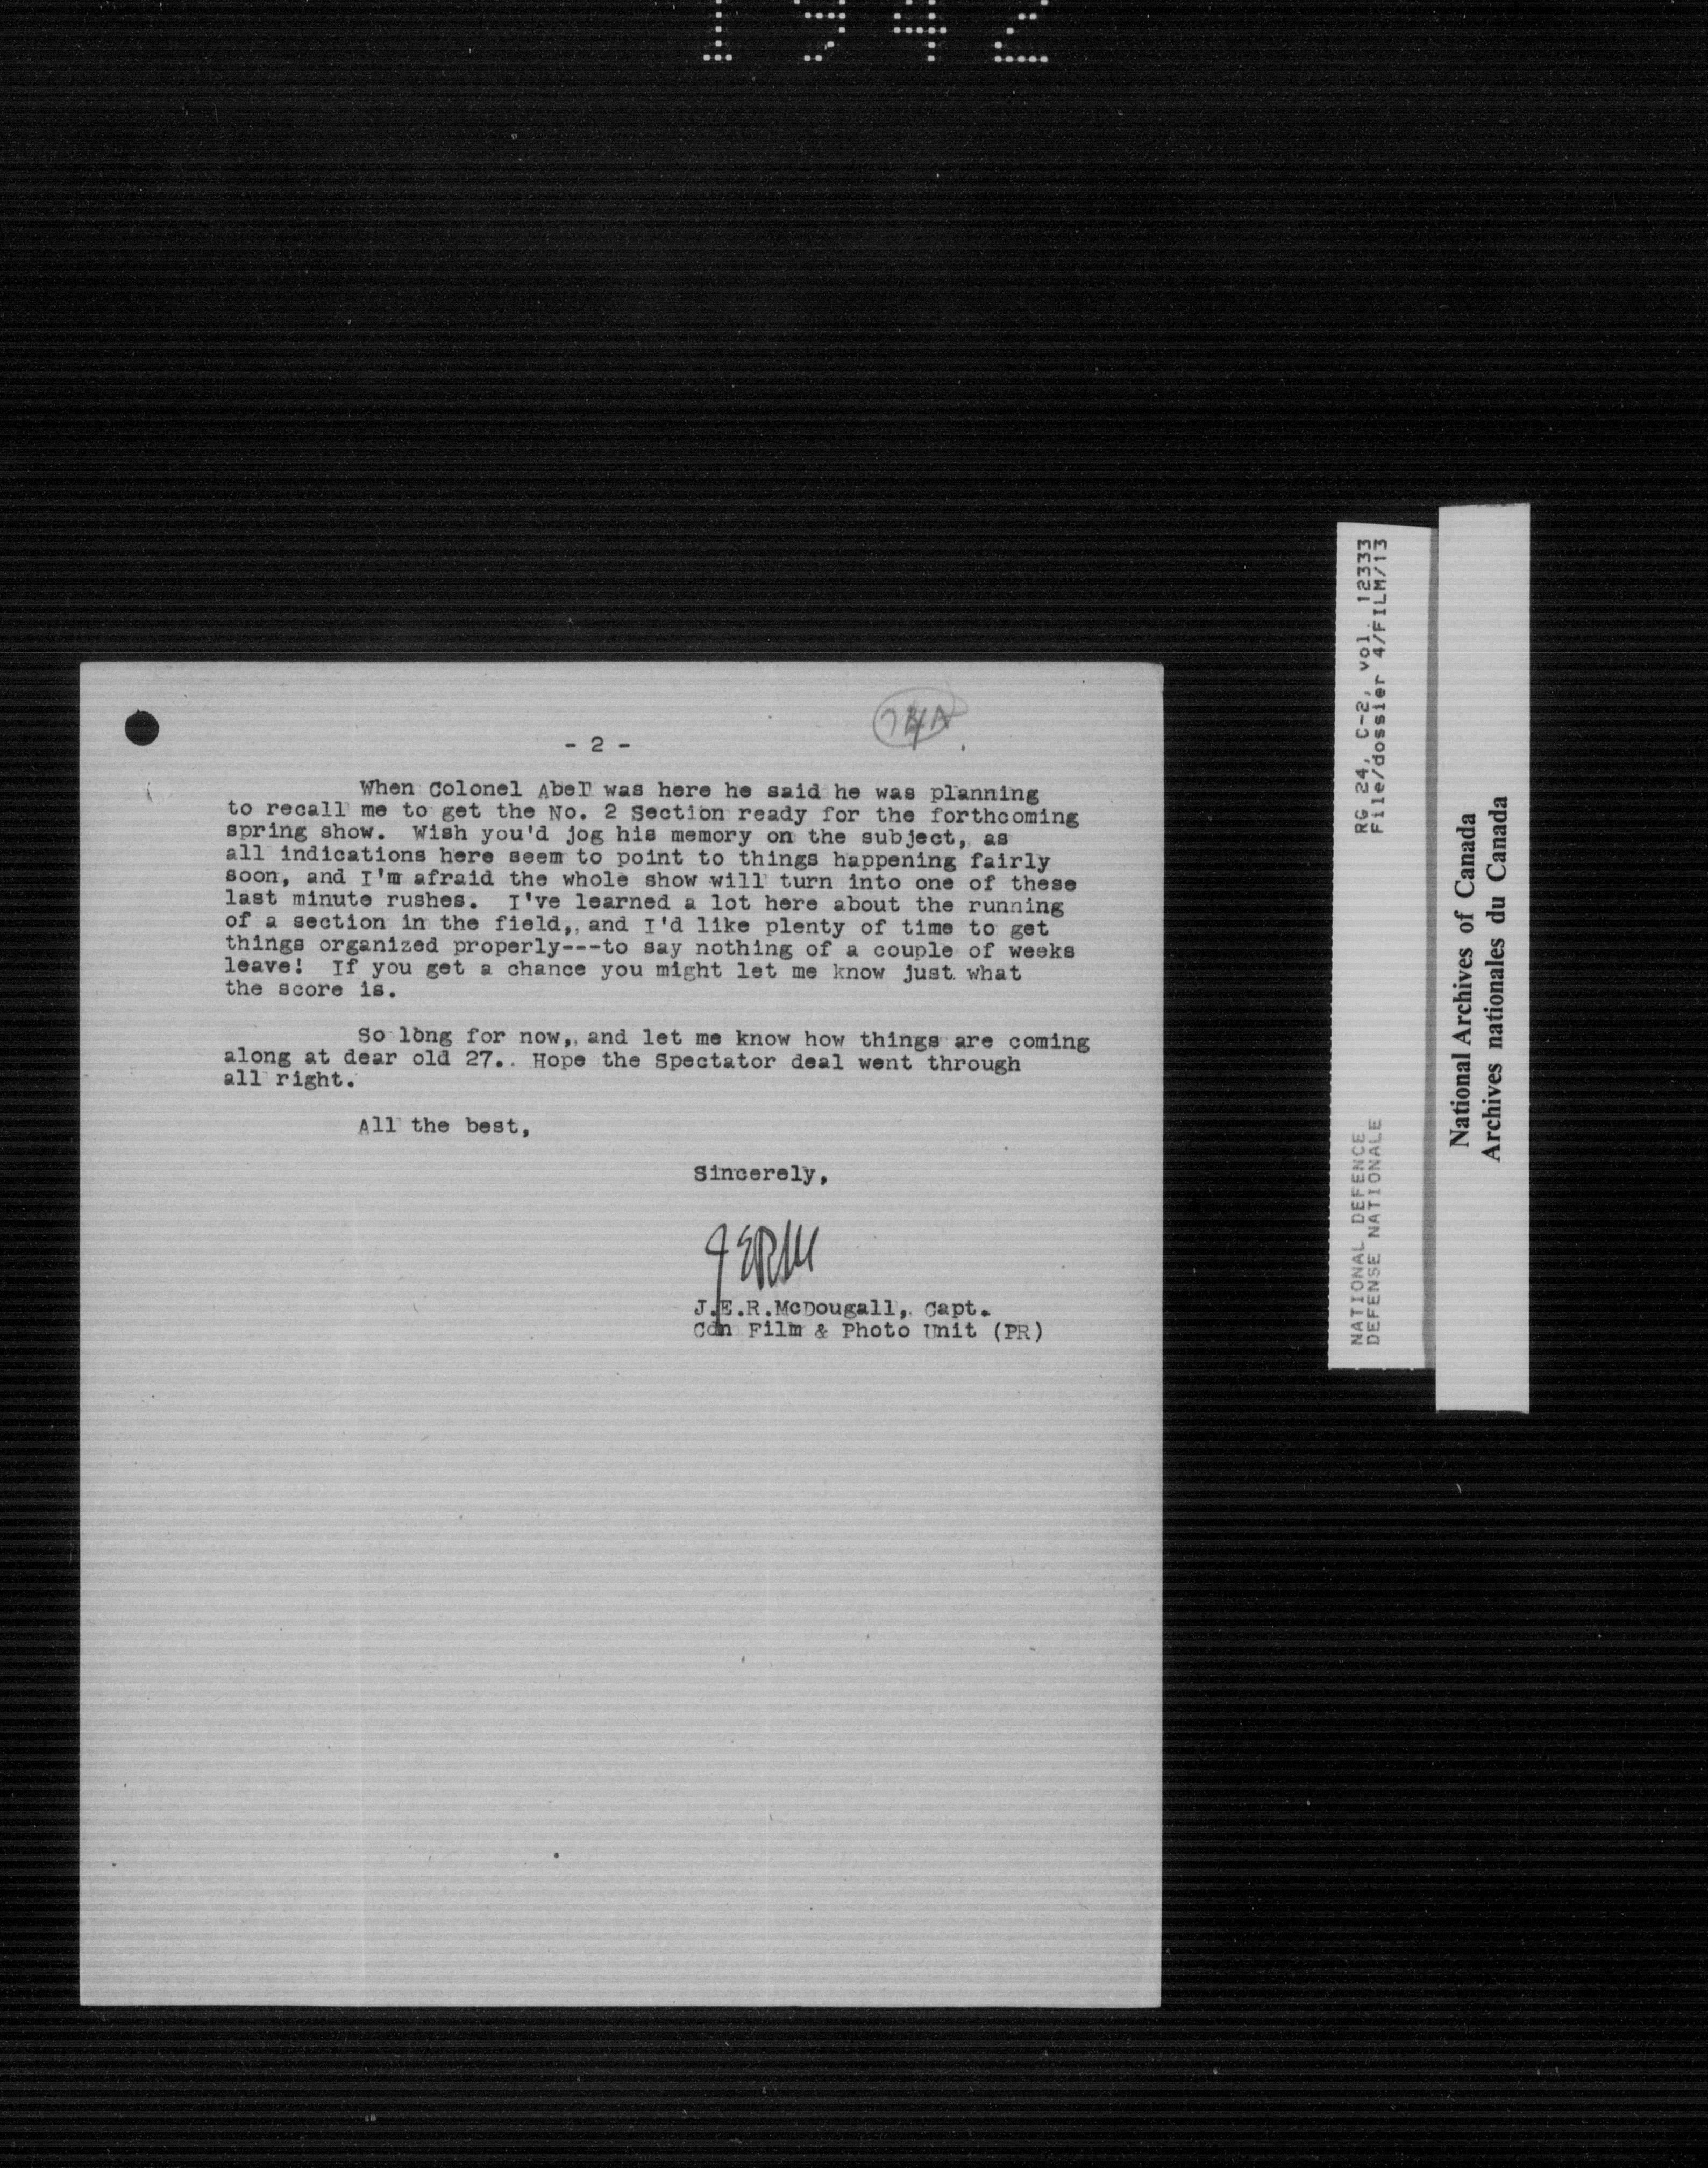 1942
74A
- 2 -
When Colonel Abel was here he said he was planning
to recall me to get the No. 2 Section ready for the forthcoming
spring show. Wish you'd jog his memory on the subject, as
all indications here seem to point to things happening fairly
soon, and I'm afraid the whole show will turn into one of these
last minute rushes. I've learned a lot here about the running
of a section in the field,, and I'd like plenty of time to get
things organized properly---to say nothing of a couple of weeks
leave! If you get a chance you might let me know just what
the score is.
So long for now,, and let me know how things are coming
along at dear old 27.. Hope the Spectator deal went through
all right.
All the best,
Sincerely,
JERM
J.E.R.McDougall,. Capt.
Cdn Film & Photo Unit (PR)
RG 24, C-2, vol. 12333
File/dossier 4/FILM/13
NATIONAL DEFENCE
DEFENSE NATIONALE
National Archives of Canada
Archives nationales du Canada